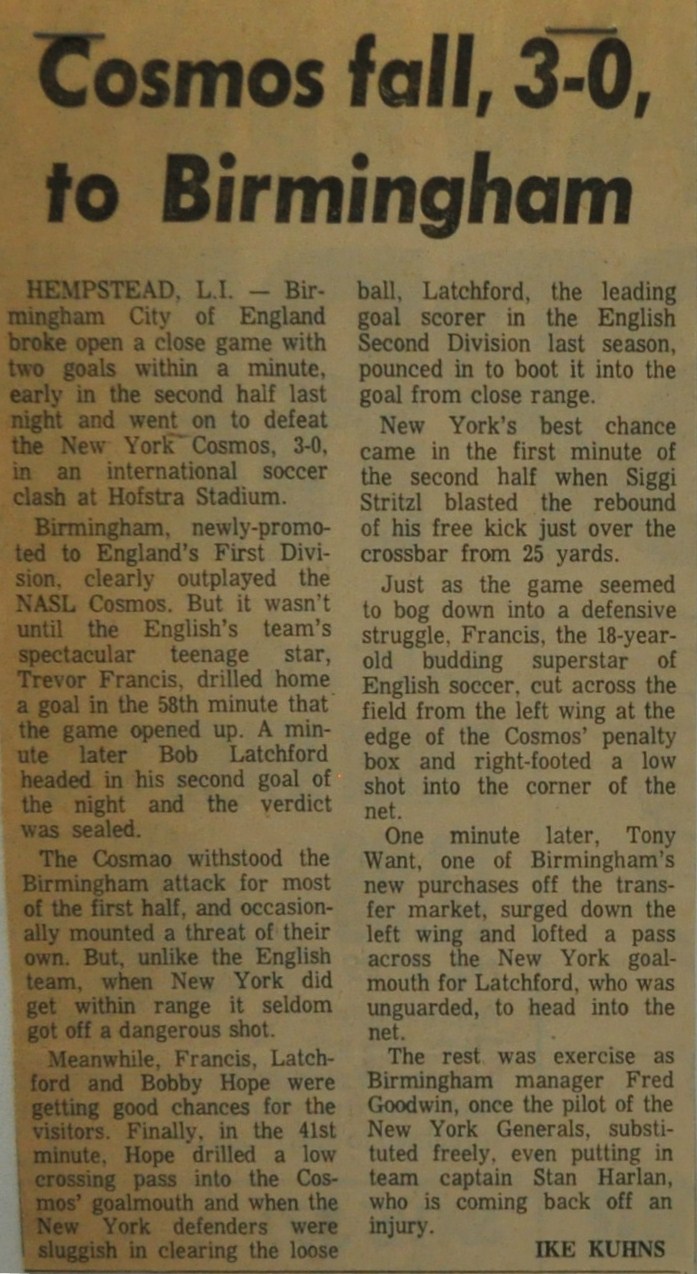 Cosmos fall, 3-0,
to Birmingham
HEMPSTEAD, L.I. — Bir-
mingham City of England
broke open a close game with
two goals within a minute,
early in the second half last
night and went on to defeat
the New York Cosmos, 3-0,
in an international soccer
clash at Hofstra Stadium.
Birmingham, newly-promo-
ted to England's First Divi-
sion, clearly outplayed the
NASL Cosmos. But it wasn't
until the English's team's
spectacular teenage star,
Trevor Francis, drilled home
a goal in the 58th minute that
the game opened up. A min-
ute later Bob Latchford
headed in his second goal of
the night and the verdict
was sealed.
The Cosmao withstood the
Birmingham attack for most
of the first half, and occasion-
ally mounted a threat of their
own. But, unlike the English
team, when New York did
get within range it seldom
got off a dangerous shot.
Meanwhile, Francis, Latch-
ford and Bobby Hope were
getting good chances for the
visitors. Finally, in the 41st
minute, Hope drilled a low
crossing pass into the Cos-
mos' goalmouth and when the
New York defenders were
sluggish in clearing the loose
ball, Latchford, the leading
goal scorer in the English
Second Division last season,
pounced in to boot it into the
goal from close range.
New York's best chance
came in the first minute of
the second half when Siggi
Stritzl blasted the rebound
of his free kick just over the
crossbar from 25 yards.
Just as the game seemed
to bog down into a defensive
struggle, Francis, the 18-year-
old budding superstar of
English soccer, cut across the
field from the left wing at the
edge of the Cosmos' penalty
box and right-footed a low
shot into the corner of the
net.
One minute later, Tony
Want, one of Birmingham's
new purchases off the trans-
fer market, surged down the
left wing and lofted a pass
across the New York goal-
mouth for Latchford, who was
unguarded, to head into the
net.
The rest was exercise as
Birmingham manager Fred
Goodwin, once the pilot of the
New York Generals, substi-
tuted freely, even putting in
team captain Stan Harlan,
who is coming back off an
injury.
IKE KUHNS